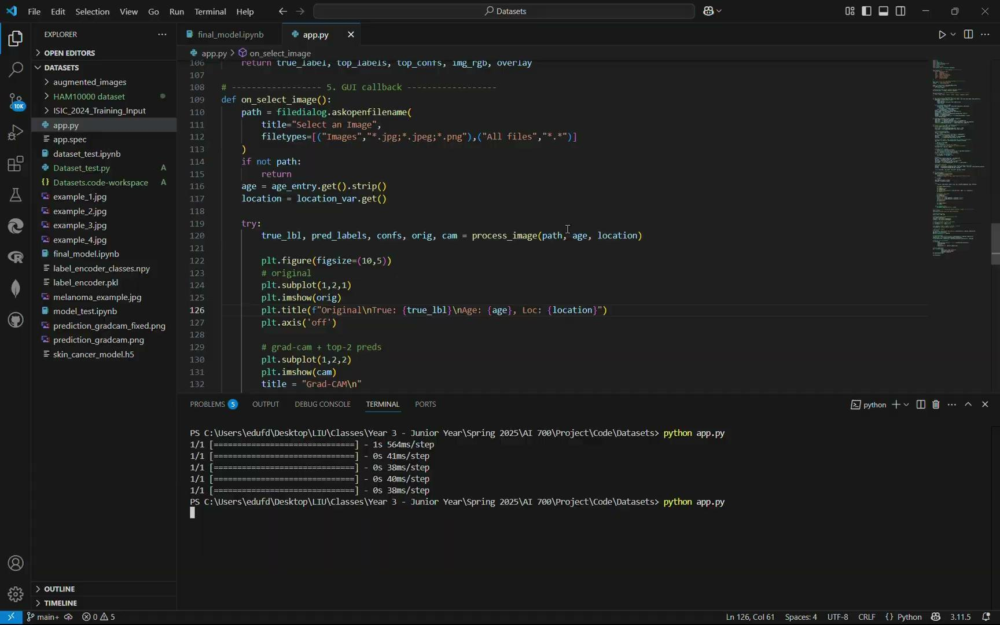 File Edit Selection View Go Run Terminal Help
Datasets
EXPLORER
OPEN EDITORS
DATASETS
augmented_images
HAM10000 dataset
ISIC_2024_Training_Input
app.py
app.spec
dataset_test.ipynb
Dataset_test.py A
Datasets.code-workspace A
example_1.jpg
example_2.jpg
example_3.jpg
example_4.jpg
final_model.ipynb
label_encoder_classes.npy
label_encoder.pkl
melanoma_example.jpg
model_test.ipynb
prediction_gradcam_fixed.png
prediction_gradcam.png
skin_cancer_model.h5
OUTLINE
TIMELINE
10K
final_model.ipynb app.py
app.py > on_select_image
106 return true_label, top_labels, top_confs, img_rgb, overlay
107
108 # ------------------ 5. GUI callback ------------------
109 def on_select_image():
110 path = filedialog.askopenfilename(
111 title="Select an Image",
112 filetypes=[("Images","*.jpg;*.jpeg;*.png"),("All files","*.*")]
113 )
114 if not path:
115 return
116 age = age_entry.get().strip()
117 location = location_var.get()
118
119 try:
120 true_lbl, pred_labels, confs, orig, cam = process_image(path, age, location)
121
122 plt.figure(figsize=(10,5))
123 # original
124 plt.subplot(1,2,1)
125 plt.imshow(orig)
126 plt.title(f"Original\nTrue: {true_lbl}\nAge: {age}, Loc: {location}")
127 plt.axis('off')
128
129 # grad-cam + top-2 preds
130 plt.subplot(1,2,2)
131 plt.imshow(cam)
132 title = "Grad-CAM\n"
PROBLEMS 5 OUTPUT DEBUG CONSOLE TERMINAL PORTS
python
PS C:\Users\edufd\Desktop\LIU\Classes\Year 3 - Junior Year\Spring 2025\AI 700\Project\Code\Datasets> python app.py
1/1 [==============================] - 1s 564ms/step
1/1 [==============================] - 0s 41ms/step
1/1 [==============================] - 0s 38ms/step
1/1 [==============================] - 0s 40ms/step
1/1 [==============================] - 0s 38ms/step
PS C:\Users\edufd\Desktop\LIU\Classes\Year 3 - Junior Year\Spring 2025\AI 700\Project\Code\Datasets> python app.py
main+ 0 5 Ln 126, Col 61 Spaces: 4 UTF-8 CRLF {} Python 3.11.5